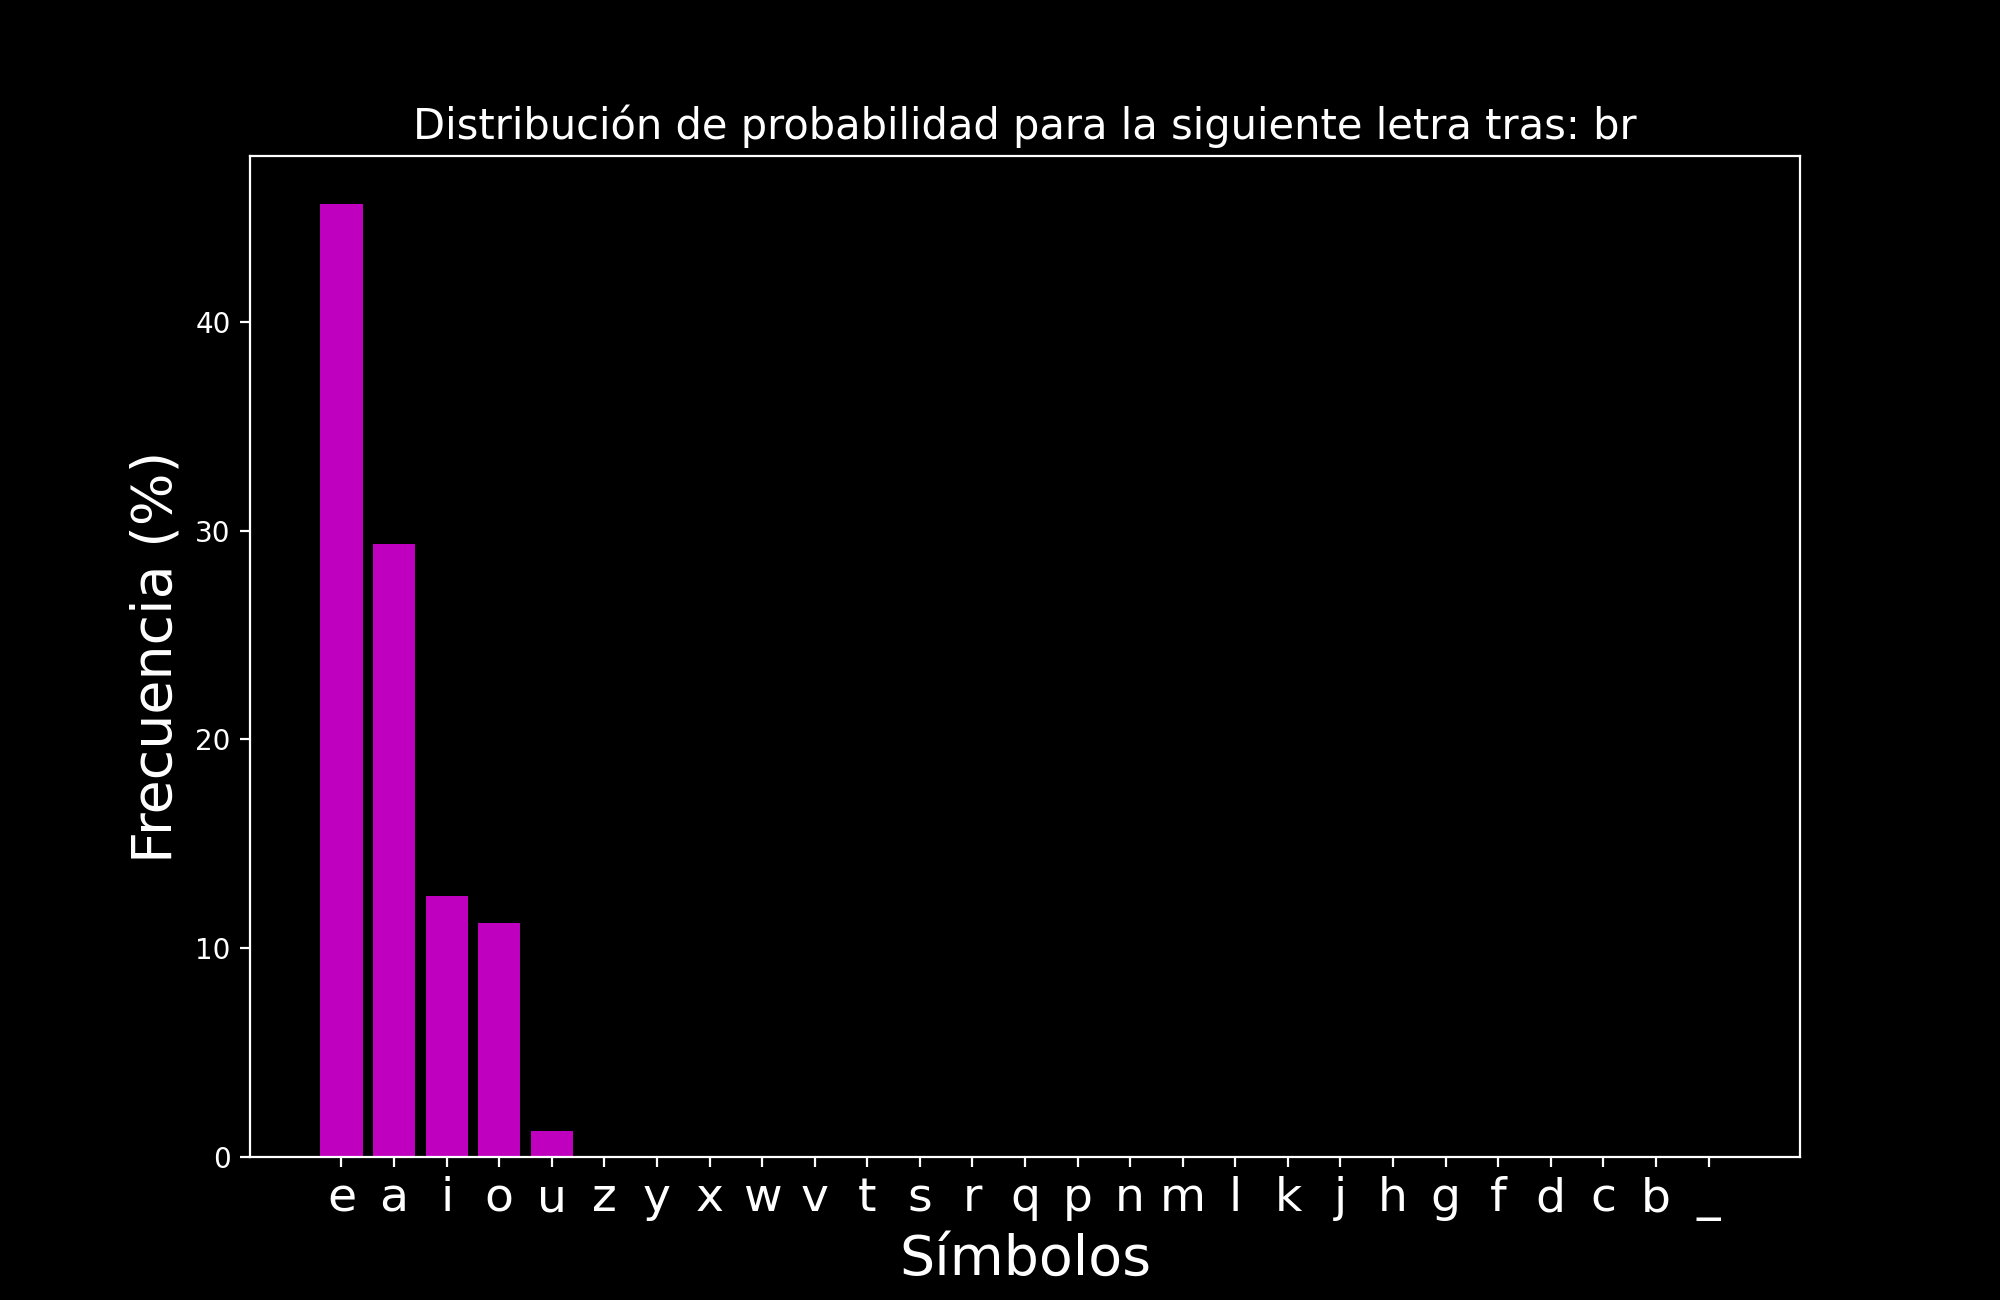 Distribución de probabilidad para la siguiente letra tras: br
Frecuencia (%)
40
30
20
10
0
e a i o u z y x w v t s r q p n m l k j h g f d c b _
Símbolos